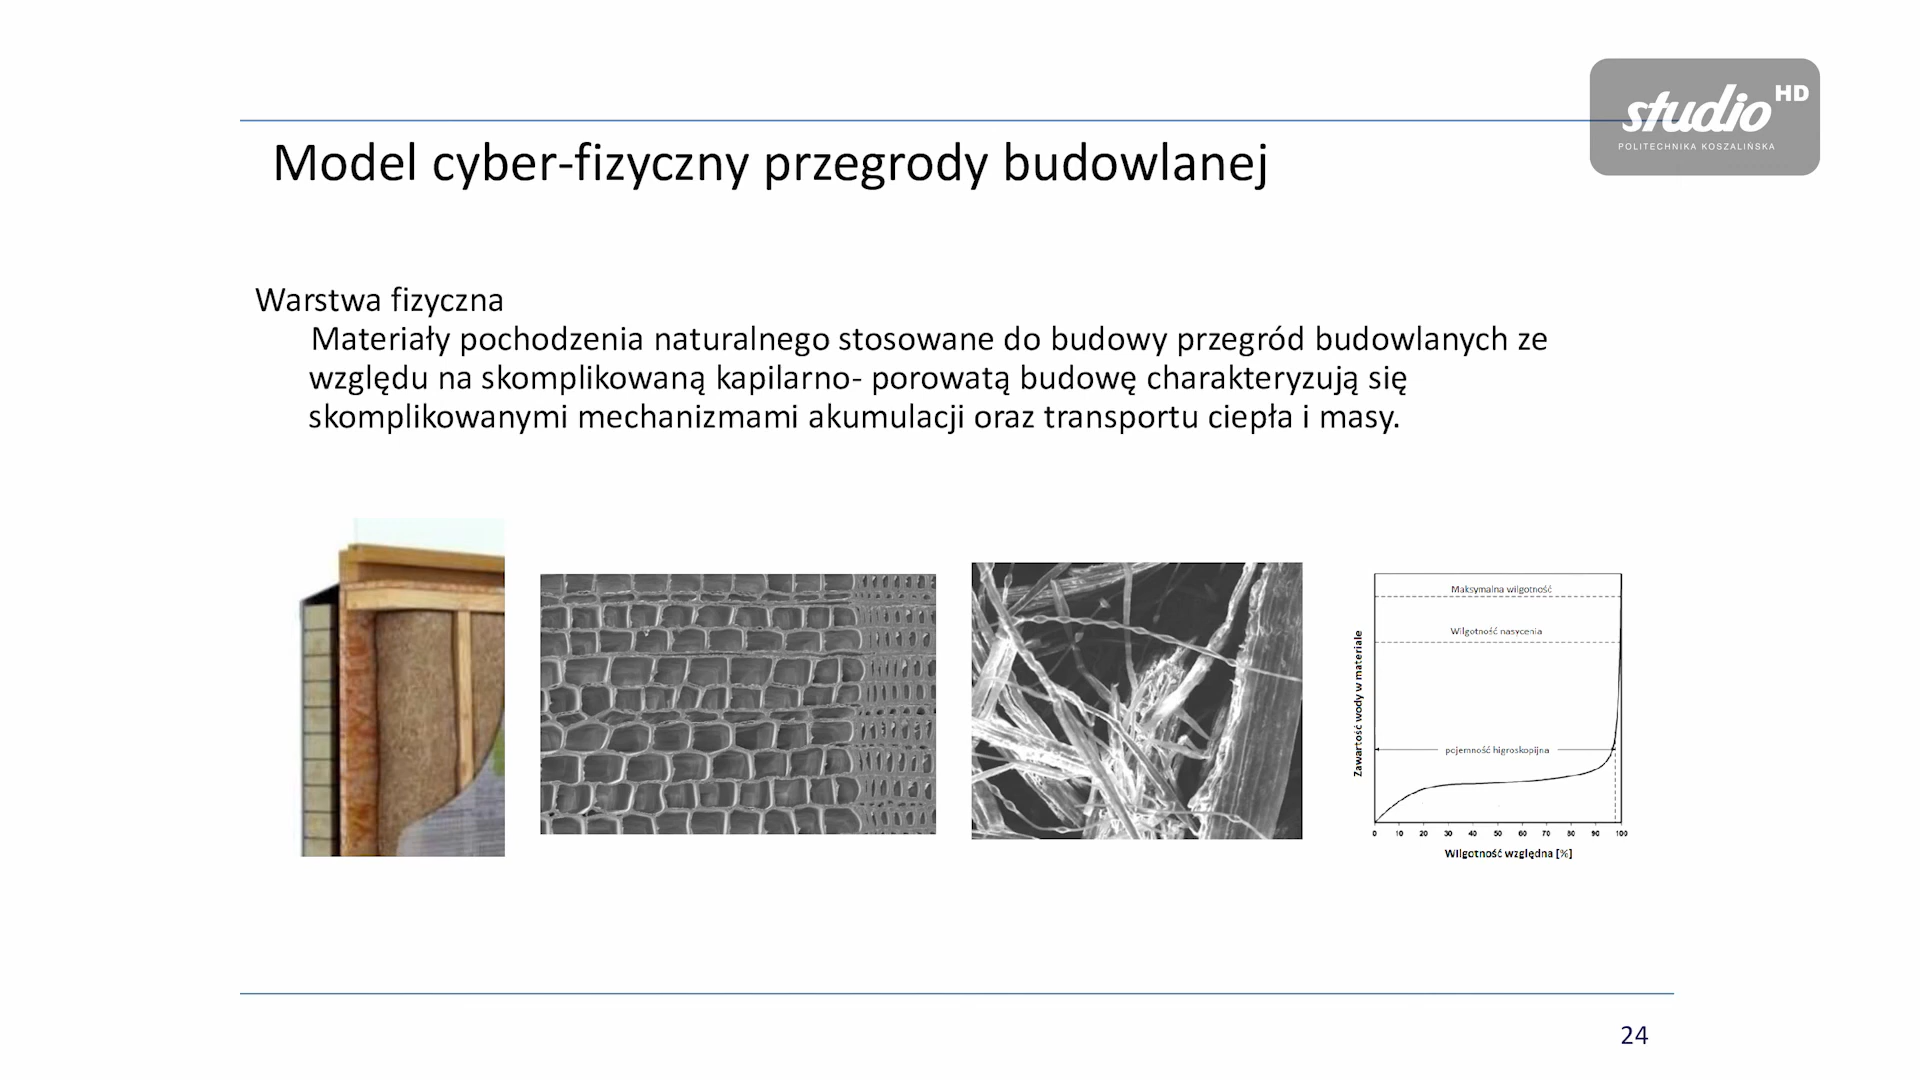 studio HD
POLITECHNIKA KOSZALIŃSKA
Model cyber-fizyczny przegrody budowlanej
Warstwa fizyczna
Materiały pochodzenia naturalnego stosowane do budowy przegród budowlanych ze
względu na skomplikowaną kapilarno- porowatą budowę charakteryzują się
skomplikowanymi mechanizmami akumulacji oraz transportu ciepła i masy.
Maksymalna wilgotność
Wilgotność nasycenia
pojemność higroskopijna
Zawartość wody w materiale
0 10 20 30 40 50 60 70 80 90 100
Wilgotność względna [%]
24